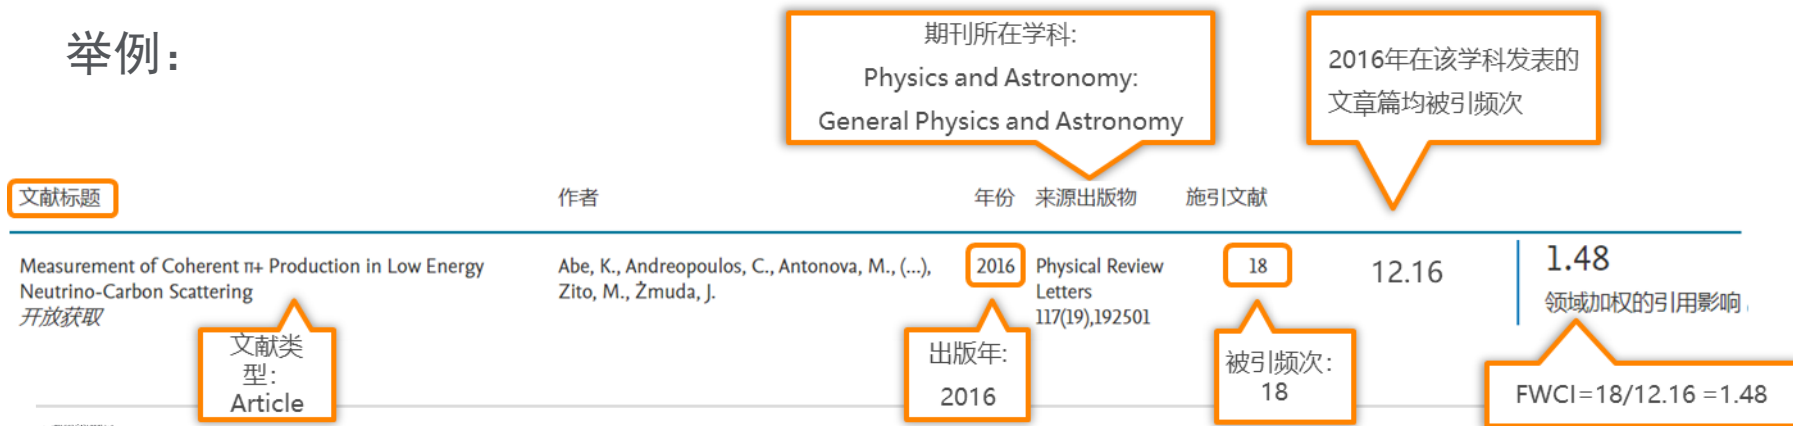 举例：
期刊所在学科:
Physics and Astronomy:
General Physics and Astronomy
2016年在该学科发表的
文章篇均被引频次
文献标题
作者
年份
来源出版物
施引文献
Measurement of Coherent π+ Production in Low Energy
Neutrino-Carbon Scattering
开放获取
Abe, K., Andreopoulos, C., Antonova, M., (...),
Zito, M., Żmuda, J.
2016
Physical Review
Letters
117(19),192501
18
12.16
1.48
领域加权的引用影响
文献类
型：
Article
出版年:
2016
被引频次：
18
FWCI=18/12.16 =1.48